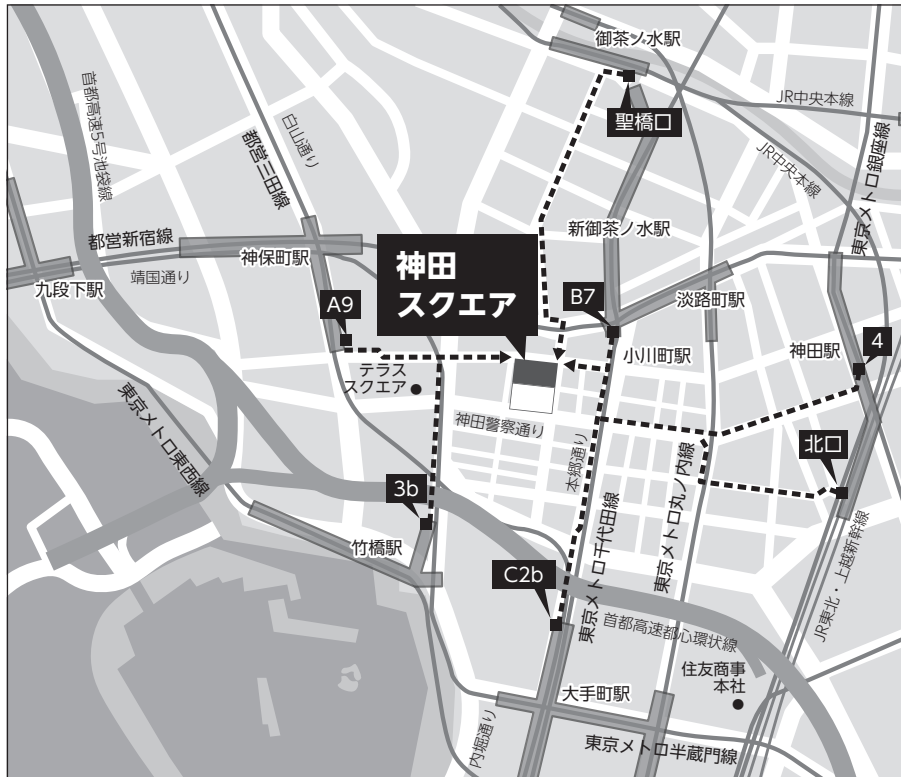 御茶ノ水駅
聖橋口
JR中央本線
JR中央本線
東京メトロ銀座線
首都高速5号池袋線
白山通り
都営三田線
都営新宿線
靖国通り
神保町駅
九段下駅
新御茶ノ水駅
神田
スクエア
B7
淡路町駅
小川町駅
A9
テラス
スクエア
神田駅
4
神田警察通り
本郷通り
北口
東京メトロ東西線
3b
竹橋駅
C2b
東京メトロ千代田線
東京メトロ丸ノ内線
首都高速都心環状線
JR東北・上越新幹線
住友商事
本社
大手町駅
内堀通り
東京メトロ半蔵門線